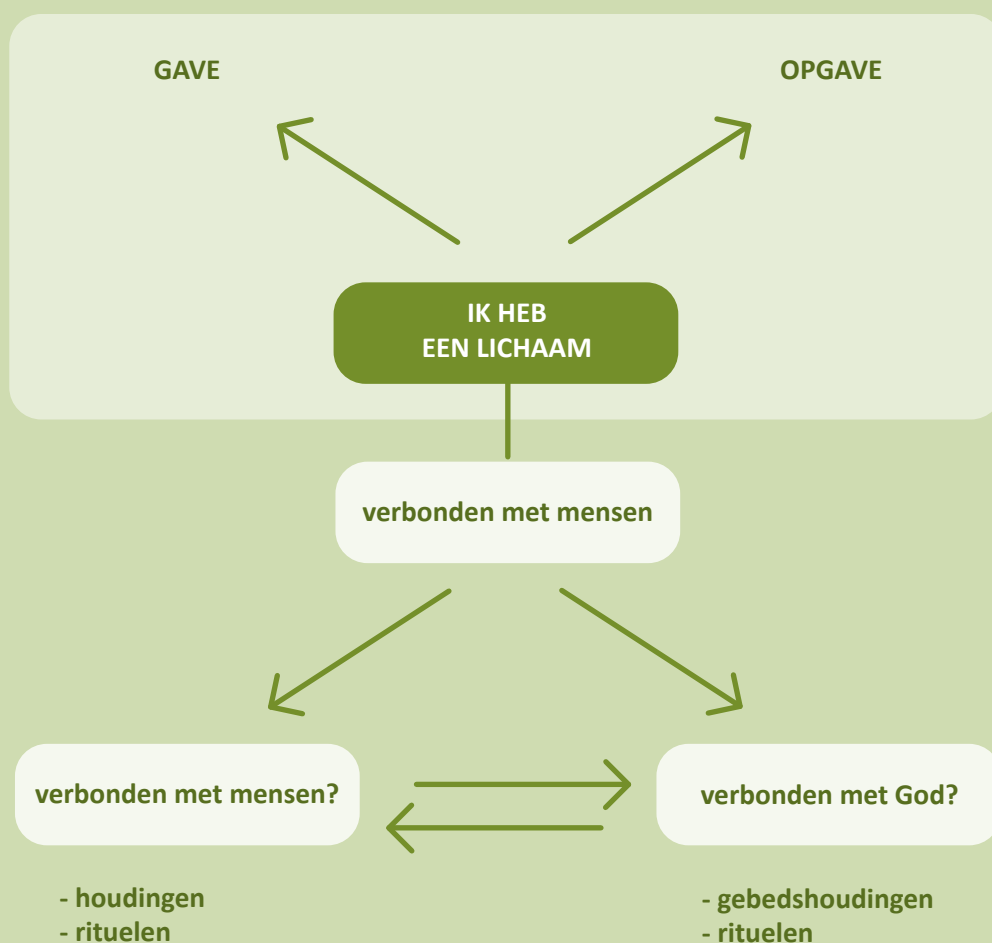 GAVE
OPGAVE
IK HEB
EEN LICHAAM
verbonden met mensen
verbonden met mensen?
verbonden met God?
- houdingen
- rituelen
- gebedshoudingen
- rituelen